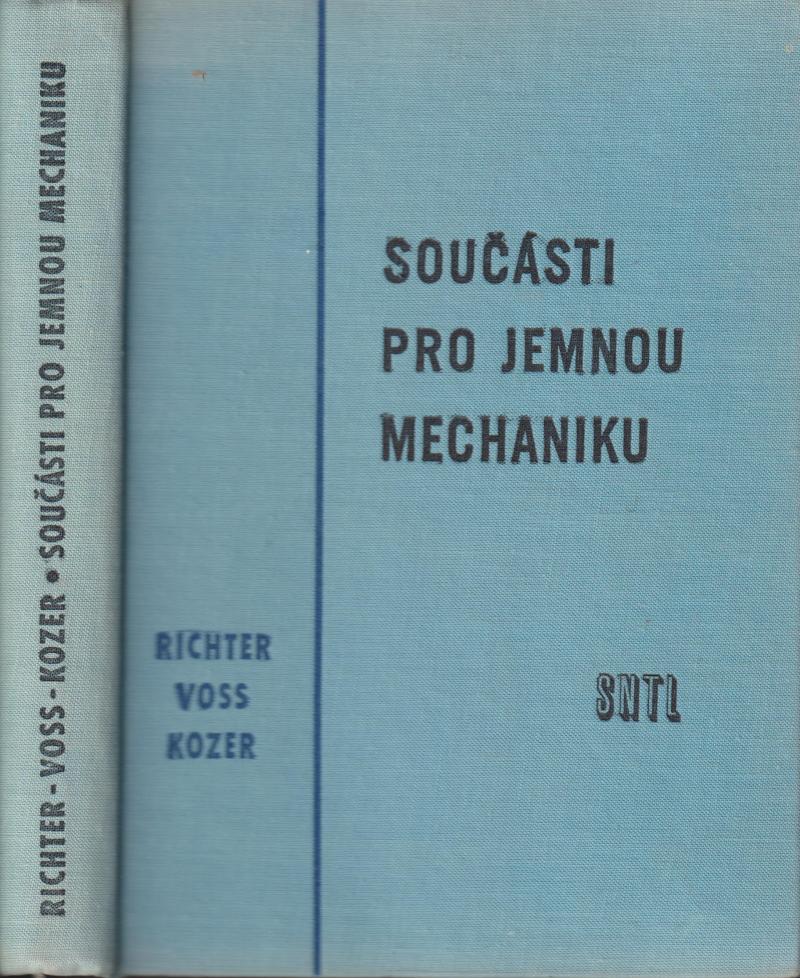 RICHTER-VOSS-KOZER • SOUČÁSTI PRO JEMNOU MECHANIKU
SOUČÁSTI
PRO JEMNOU
MECHANIKU
RICHTER
VOSS
KOZER
SNTL